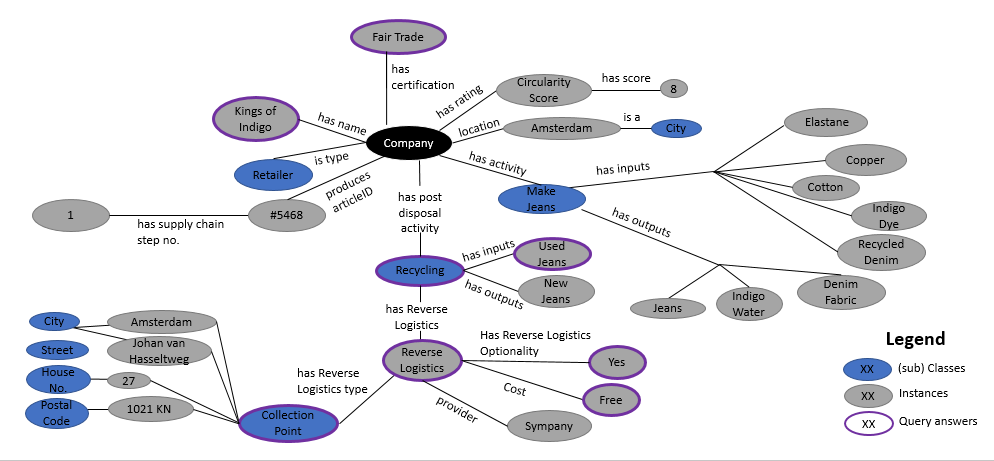 Fair Trade
has
certification
has rating
Circularity
Score
has score
8
Kings of
Indigo
has name
Company
location
Amsterdam
is a
City
Elastane
Copper
Cotton
Indigo
Dye
Recycled
Denim
is type
Retailer
has activity
has inputs
Make
Jeans
produces
articleID
#5468
has supply chain
step no.
1
has post
disposal
activity
has outputs
Jeans
Indigo
Water
Denim
Fabric
Recycling
has inputs
Used
Jeans
has outputs
New
Jeans
has Reverse
Logistics
Reverse
Logistics
Has Reverse Logistics
Optionality
Yes
Cost
Free
provider
Sympany
has Reverse
Logistics type
Collection
Point
City
Amsterdam
Street
Johan van
Hasseltweg
House
No.
27
Postal
Code
1021 KN
Legend
XX (sub) Classes
XX Instances
XX Query answers